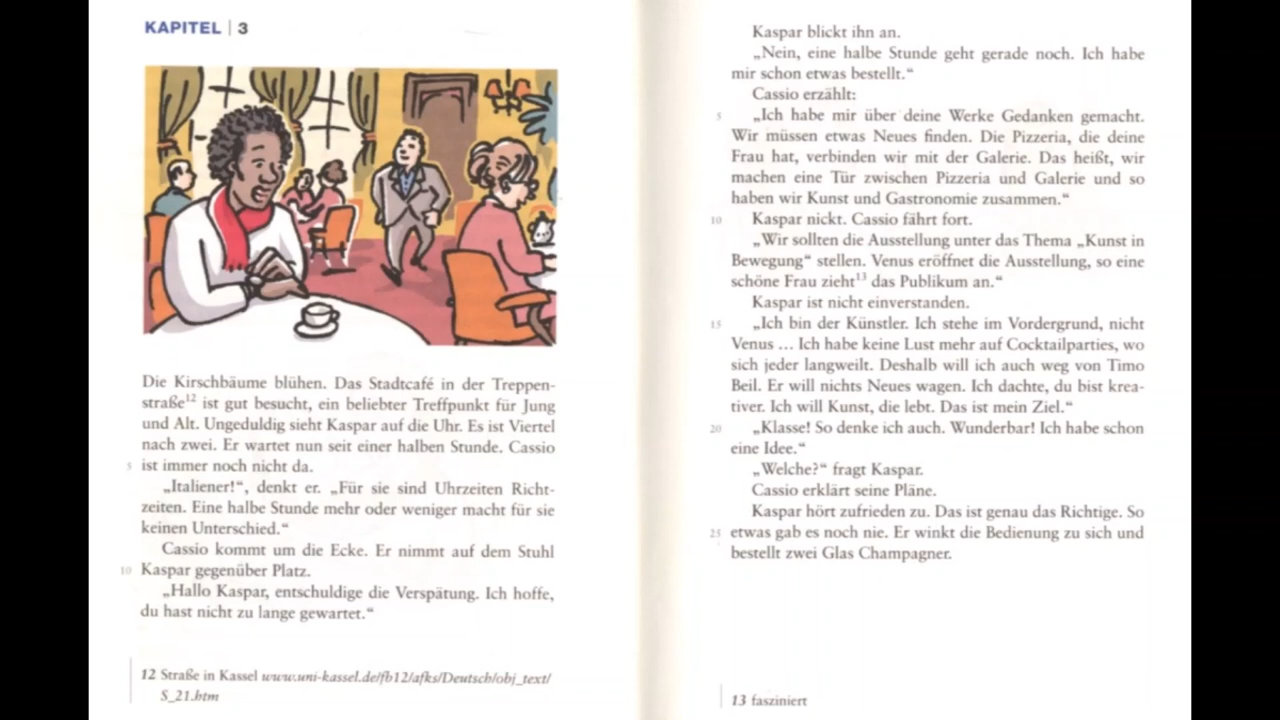 KAPITEL | 3
Die Kirschbäume blühen. Das Stadtcafé in der Treppen-
straße12 ist gut besucht, ein beliebter Treffpunkt für Jung
und Alt. Ungeduldig sieht Kaspar auf die Uhr. Es ist Viertel
nach zwei. Er wartet nun seit einer halben Stunde. Cassio
5 ist immer noch nicht da.
„Italiener!“, denkt er. „Für sie sind Uhrzeiten Richt-
zeiten. Eine halbe Stunde mehr oder weniger macht für sie
keinen Unterschied.“
Cassio kommt um die Ecke. Er nimmt auf dem Stuhl
10 Kaspar gegenüber Platz.
„Hallo Kaspar, entschuldige die Verspätung. Ich hoffe,
du hast nicht zu lange gewartet.“
12 Straße in Kassel www.uni-kassel.de/fb12/afks/Deutsch/obj_text/
S_21.htm
Kaspar blickt ihn an.
„Nein, eine halbe Stunde geht gerade noch. Ich habe
mir schon etwas bestellt.“
Cassio erzählt:
5 „Ich habe mir über deine Werke Gedanken gemacht.
Wir müssen etwas Neues finden. Die Pizzeria, die deine
Frau hat, verbinden wir mit der Galerie. Das heißt, wir
machen eine Tür zwischen Pizzeria und Galerie und so
haben wir Kunst und Gastronomie zusammen.“
10 Kaspar nickt. Cassio fährt fort.
„Wir sollten die Ausstellung unter das Thema „Kunst in
Bewegung“ stellen. Venus eröffnet die Ausstellung, so eine
schöne Frau zieht13 das Publikum an.“
Kaspar ist nicht einverstanden.
15 „Ich bin der Künstler. Ich stehe im Vordergrund, nicht
Venus ... Ich habe keine Lust mehr auf Cocktailparties, wo
sich jeder langweilt. Deshalb will ich auch weg von Timo
Beil. Er will nichts Neues wagen. Ich dachte, du bist krea-
tiver. Ich will Kunst, die lebt. Das ist mein Ziel.“
20 „Klasse! So denke ich auch. Wunderbar! Ich habe schon
eine Idee.“
„Welche?“ fragt Kaspar.
Cassio erklärt seine Pläne.
Kaspar hört zufrieden zu. Das ist genau das Richtige. So
25 etwas gab es noch nie. Er winkt die Bedienung zu sich und
bestellt zwei Glas Champagner.
13 fasziniert